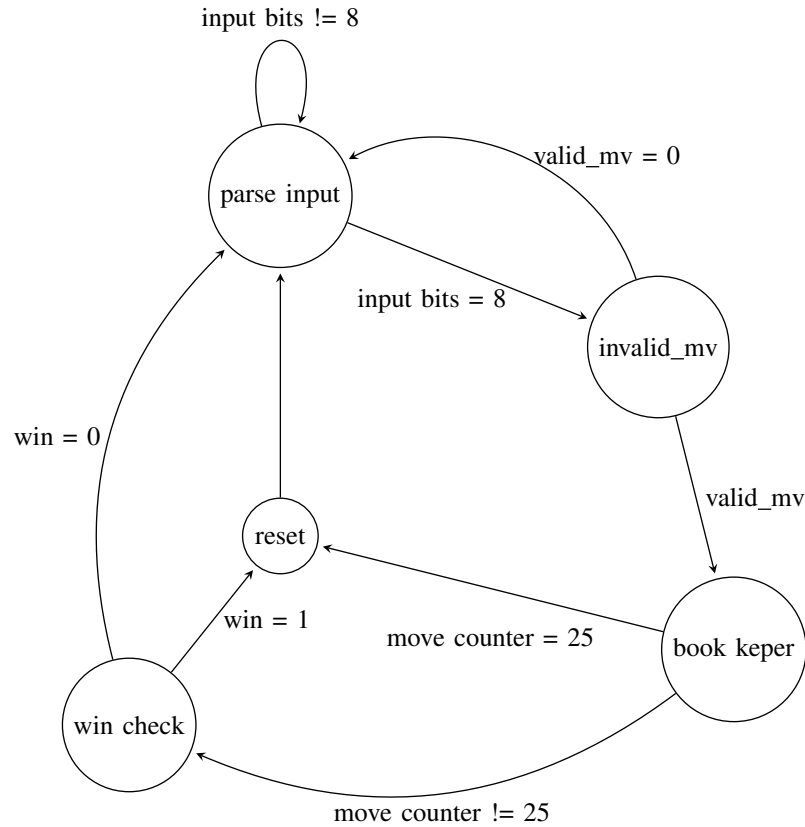 input bits != 8
valid_mv = 0
parse input
input bits = 8
invalid_mv
win = 0
valid_mv
reset
win = 1
move counter = 25
book keper
win check
move counter != 25